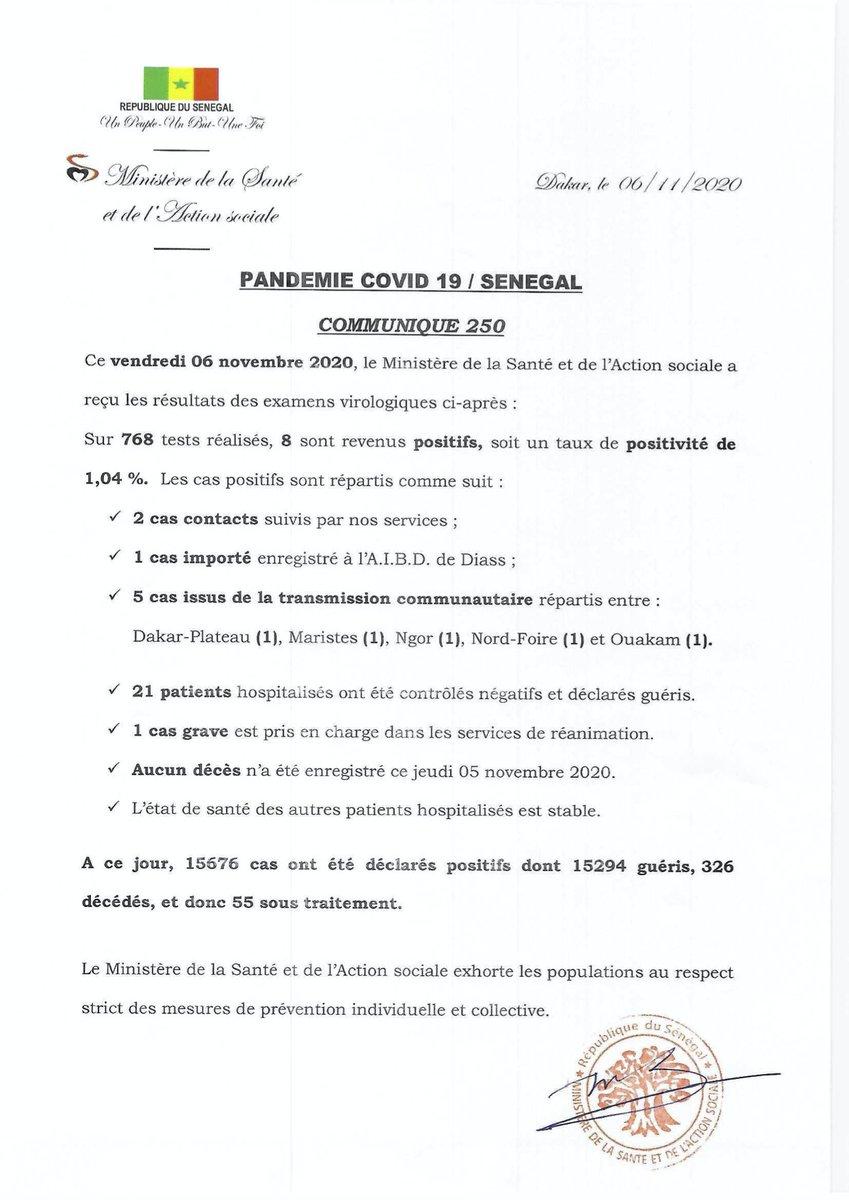 REPUBLIQUE DU SENEGAL
Un Peuple-Un But-Une Foi
Ministère de la Santé
et de l'Action sociale
Dakar, le 06/11/2020
PANDEMIE COVID 19 / SENEGAL
COMMUNIQUE 250
Ce vendredi 06 novembre 2020, le Ministère de la Santé et de l'Action sociale a
reçu les résultats des examens virologiques ci-après :
Sur 768 tests réalisés, 8 sont revenus positifs, soit un taux de positivité de
1,04 %. Les cas positifs sont répartis comme suit :
✓ 2 cas contacts suivis par nos services ;
✓ 1 cas importé enregistré à l'A.I.B.D. de Diass ;
✓ 5 cas issus de la transmission communautaire répartis entre :
Dakar-Plateau (1), Maristes (1), Ngor (1), Nord-Foire (1) et Ouakam (1).
✓ 21 patients hospitalisés ont été contrôlés négatifs et déclarés guéris.
✓ 1 cas grave est pris en charge dans les services de réanimation.
✓ Aucun décès n'a été enregistré ce jeudi 05 novembre 2020.
✓ L'état de santé des autres patients hospitalisés est stable.
A ce jour, 15676 cas ont été déclarés positifs dont 15294 guéris, 326
décédés, et donc 55 sous traitement.
Le Ministère de la Santé et de l'Action sociale exhorte les populations au respect
strict des mesures de prévention individuelle et collective.
République du Sénégal
MINISTÈRE DE LA SANTE ET DE L'ACTION SOCIALE